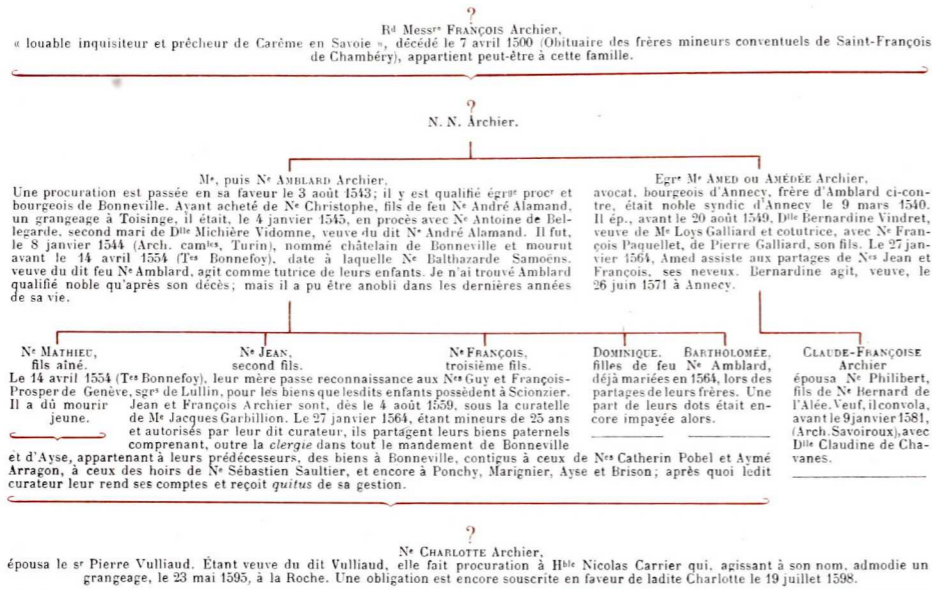 ?
Rd Messre FRANÇOIS Archier,
« louable inquisiteur et prêcheur de Carême en Savoie », décédé le 7 avril 1500 (Obituaire des frères mineurs conventuels de Saint-François
de Chambéry), appartient peut-être à cette famille.
?
N. N. Archier.
Me, puis Ne AMBLARD Archier.
Une procuration est passée en sa faveur le 3 août 1543; il y est qualifié égrge procr et
bourgeois de Bonneville. Ayant acheté de Ne Christophe, fils de feu Ne André Alamand,
un grangeage à Toisinge, il était, le 4 janvier 1545, en procès avec Ne Antoine de Bel-
legarde, second mari de Dlle Michière Vidomne, veuve du dit Ne André Alamand. Il fut,
le 8 janvier 1544 (Arch. camles, Turin), nommé châtelain de Bonneville et mourut
avant le 14 avril 1554 (Tes Bonnefoy), date à laquelle Ne Balthazarde Samoëns,
veuve du dit feu Ne Amblard, agit comme tutrice de leurs enfants. Je n'ai trouvé Amblard
qualifié noble qu'après son décès; mais il a pu être anobli dans les dernières années
de sa vie.
Egre Me AMED OU AMÉDÉE Archier,
avocat, bourgeois d'Annecy, frère d'Amblard ci-con-
tre, était noble syndic d'Annecy le 9 mars 1540.
Il ép., avant le 20 août 1549, Dlle Bernardine Vindret,
veuve de Me Loys Galliard et cotutrice, avec Ne Fran-
çois Paquellet, de Pierre Galliard, son fils. Le 27 jan-
vier 1564, Amed assiste aux partages de Nes Jean et
François, ses neveux. Bernardine agit, veuve, le
26 juin 1571 à Annecy.
Ne MATHIEU,
fils aîné.
Ne JEAN,
second fils.
Ne FRANÇOIS,
troisième fils.
Le 14 avril 1554 (Tes Bonnefoy), leur mère passe reconnaissance aux Nes Guy et François-
Prosper de Genève, sgrs de Lullin, pour les biens que lesdits enfants possèdent à Scionzier.
Il a dû mourir
jeune.
Jean et François Archier sont, dès le 4 août 1559, sous la curatelle
de Me Jacques Garbillion. Le 27 janvier 1564, étant mineurs de 25 ans
et autorisés par leur dit curateur, ils partagent leurs biens paternels
comprenant, outre la clergie dans tout le mandement de Bonneville
et d'Ayse, appartenant à leurs prédécesseurs, des biens à Bonneville, contigus à ceux de Nes Catherin Pobel et Aymé
Arragon, à ceux des hoirs de Ne Sébastien Saultier, et encore à Ponchy, Marignier, Ayse et Brison; après quoi ledit
curateur leur rend ses comptes et reçoit quitus de sa gestion.
DOMINIQUE. BARTHOLOMÉE,
filles de feu Ne Amblard,
déjà mariées en 1564, lors des
partages de leurs frères. Une
part de leurs dots était en-
core impayée alors.
CLAUDE-FRANÇOISE
Archier
épousa Ne Philibert,
fils de Ne Bernard de
l'Alée. Veuf, il convola,
avant le 9 janvier 1581,
(Arch. Savoiroux), avec
Dlle Claudine de Cha-
vanes.
?
Ne CHARLOTTE Archier,
épousa le sr Pierre Vulliaud. Étant veuve du dit Vulliaud, elle fait procuration à Hble Nicolas Carrier qui, agissant à son nom, admodie un
grangeage, le 23 mai 1595, à la Roche. Une obligation est encore souscrite en faveur de ladite Charlotte le 19 juillet 1598.